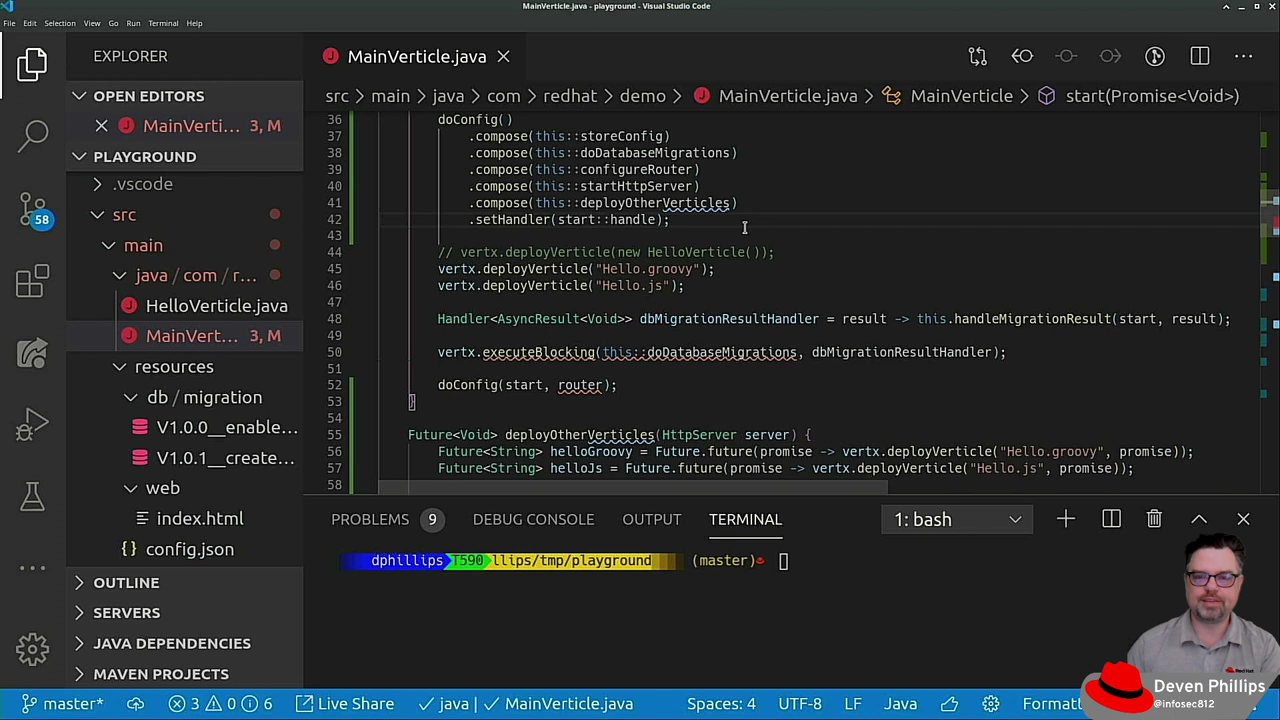 MainVerticle.java - playground - Visual Studio Code
File Edit Selection View Go Run Terminal Help
EXPLORER
OPEN EDITORS
MainVerti... 3, M
PLAYGROUND
.vscode
src
main
java / com / r...
HelloVerticle.java
MainVert... 3, M
resources
db / migration
V1.0.0__enable...
V1.0.1__create...
web
index.html
config.json
OUTLINE
SERVERS
JAVA DEPENDENCIES
MAVEN PROJECTS
58
MainVerticle.java
src > main > java > com > redhat > demo > MainVerticle.java > MainVerticle > start(Promise<Void>)
36 doConfig()
37 .compose(this::storeConfig)
38 .compose(this::doDatabaseMigrations)
39 .compose(this::configureRouter)
40 .compose(this::startHttpServer)
41 .compose(this::deployOtherVerticles)
42 .setHandler(start::handle);
43
44 // vertx.deployVerticle(new HelloVerticle());
45 vertx.deployVerticle("Hello.groovy");
46 vertx.deployVerticle("Hello.js");
47
48 Handler<AsyncResult<Void>> dbMigrationResultHandler = result -> this.handleMigrationResult(start, result);
49
50 vertx.executeBlocking(this::doDatabaseMigrations, dbMigrationResultHandler);
51
52 doConfig(start, router);
53 }
54
55 Future<Void> deployOtherVerticles(HttpServer server) {
56 Future<String> helloGroovy = Future.future(promise -> vertx.deployVerticle("Hello.groovy", promise));
57 Future<String> helloJs = Future.future(promise -> vertx.deployVerticle("Hello.js", promise));
58
PROBLEMS 9 DEBUG CONSOLE OUTPUT TERMINAL 1: bash
dphillips T590 llips/tmp/playground (master)
Red Hat
Deven Phillips
@infosec812
master* 3 0 6 Live Share java MainVerticle.java Spaces: 4 UTF-8 LF Java Formatt